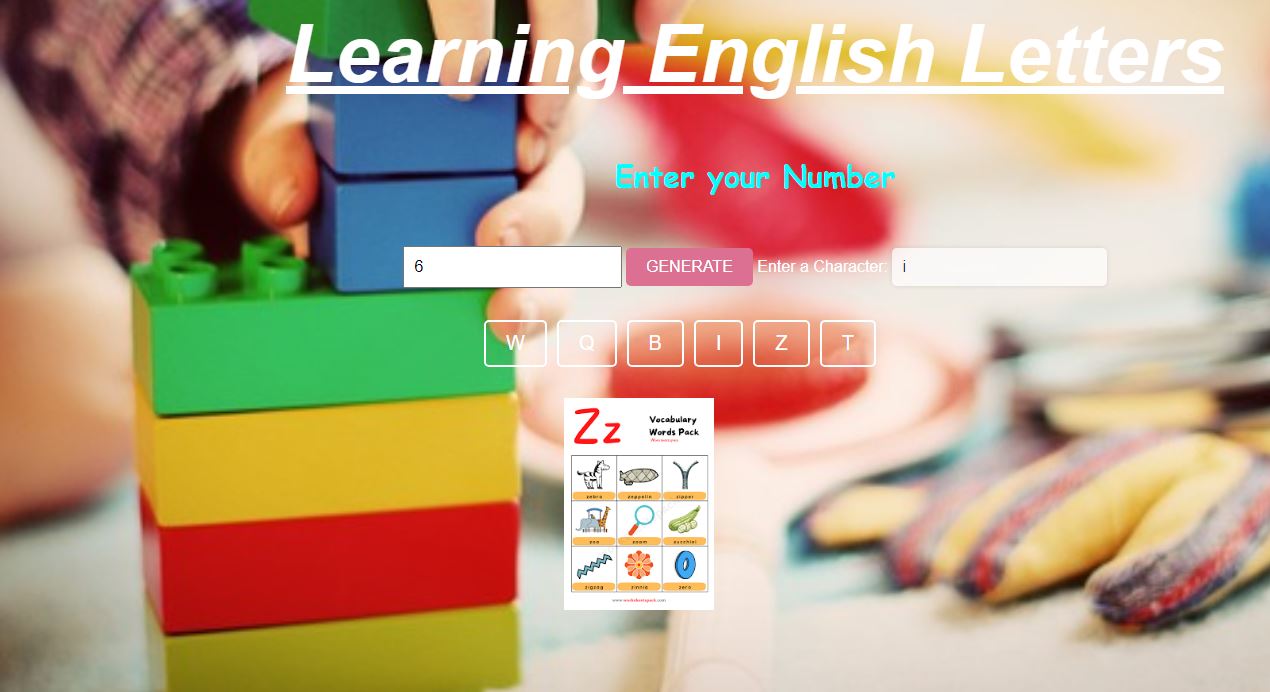 Learning English Letters
Enter your Number
6 GENERATE Enter a Character: i
W Q B I Z T
Zz Vocabulary
Words Pack
zebra zeppelin zipper
zoo zoom zucchini
zigzag zinnia zero
www.worksheetspack.com